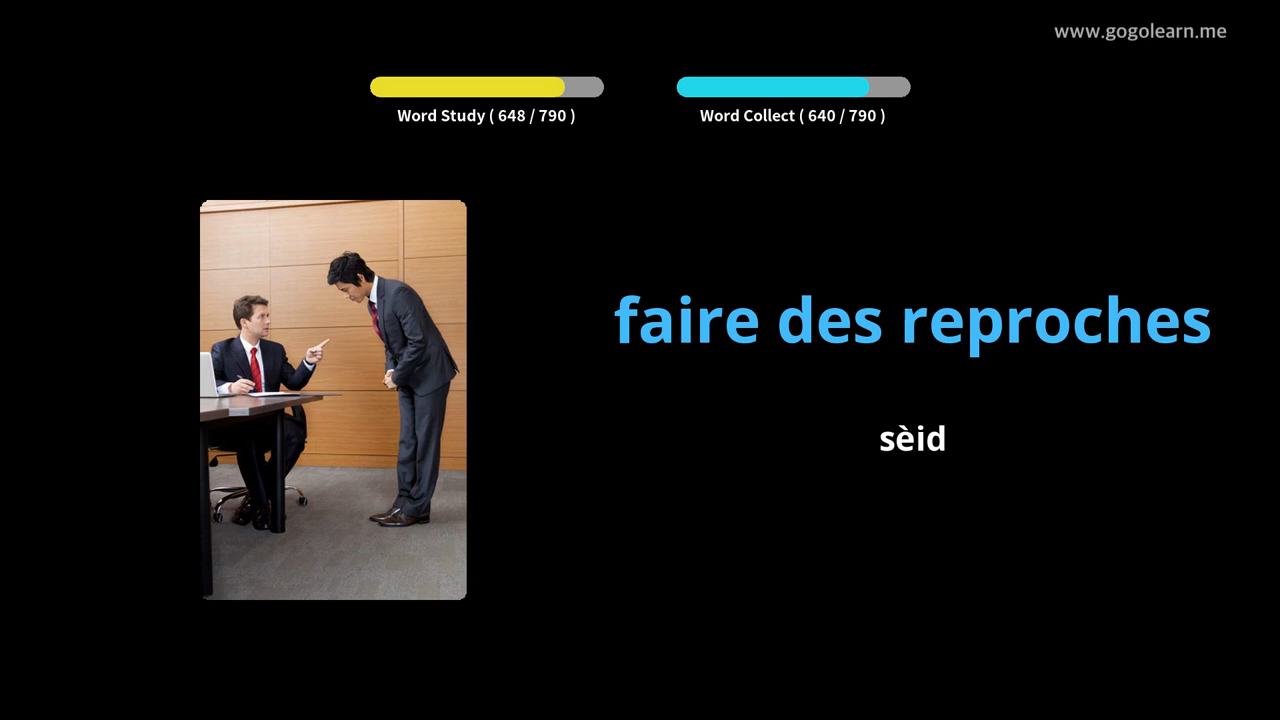 www.gogolearn.me
Word Study ( 648 / 790 )
Word Collect ( 640 / 790 )
faire des reproches
sèid